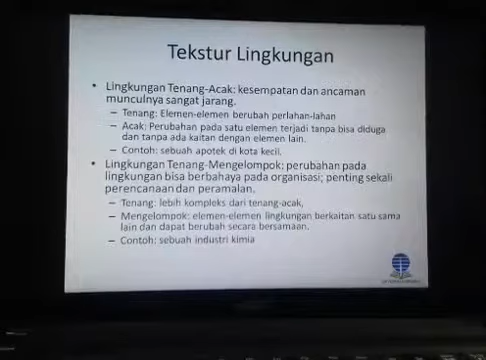 Tekstur Lingkungan
• Lingkungan Tenang-Acak: kesempatan dan ancaman
munculnya sangat jarang.
– Tenang: Elemen-elemen berubah perlahan-lahan
– Acak: Perubahan pada satu elemen terjadi tanpa bisa diduga
dan tanpa ada kaitan dengan elemen lain.
– Contoh: sebuah apotek di kota kecil.
• Lingkungan Tenang-Mengelompok: perubahan pada
lingkungan bisa berbahaya pada organisasi; penting sekali
perencanaan dan peramalan.
– Tenang: lebih kompleks dari tenang-acak,
– Mengelompok: elemen-elemen lingkungan berkaitan satu sama
lain dan dapat berubah secara bersamaan.
– Contoh: sebuah industri kimia